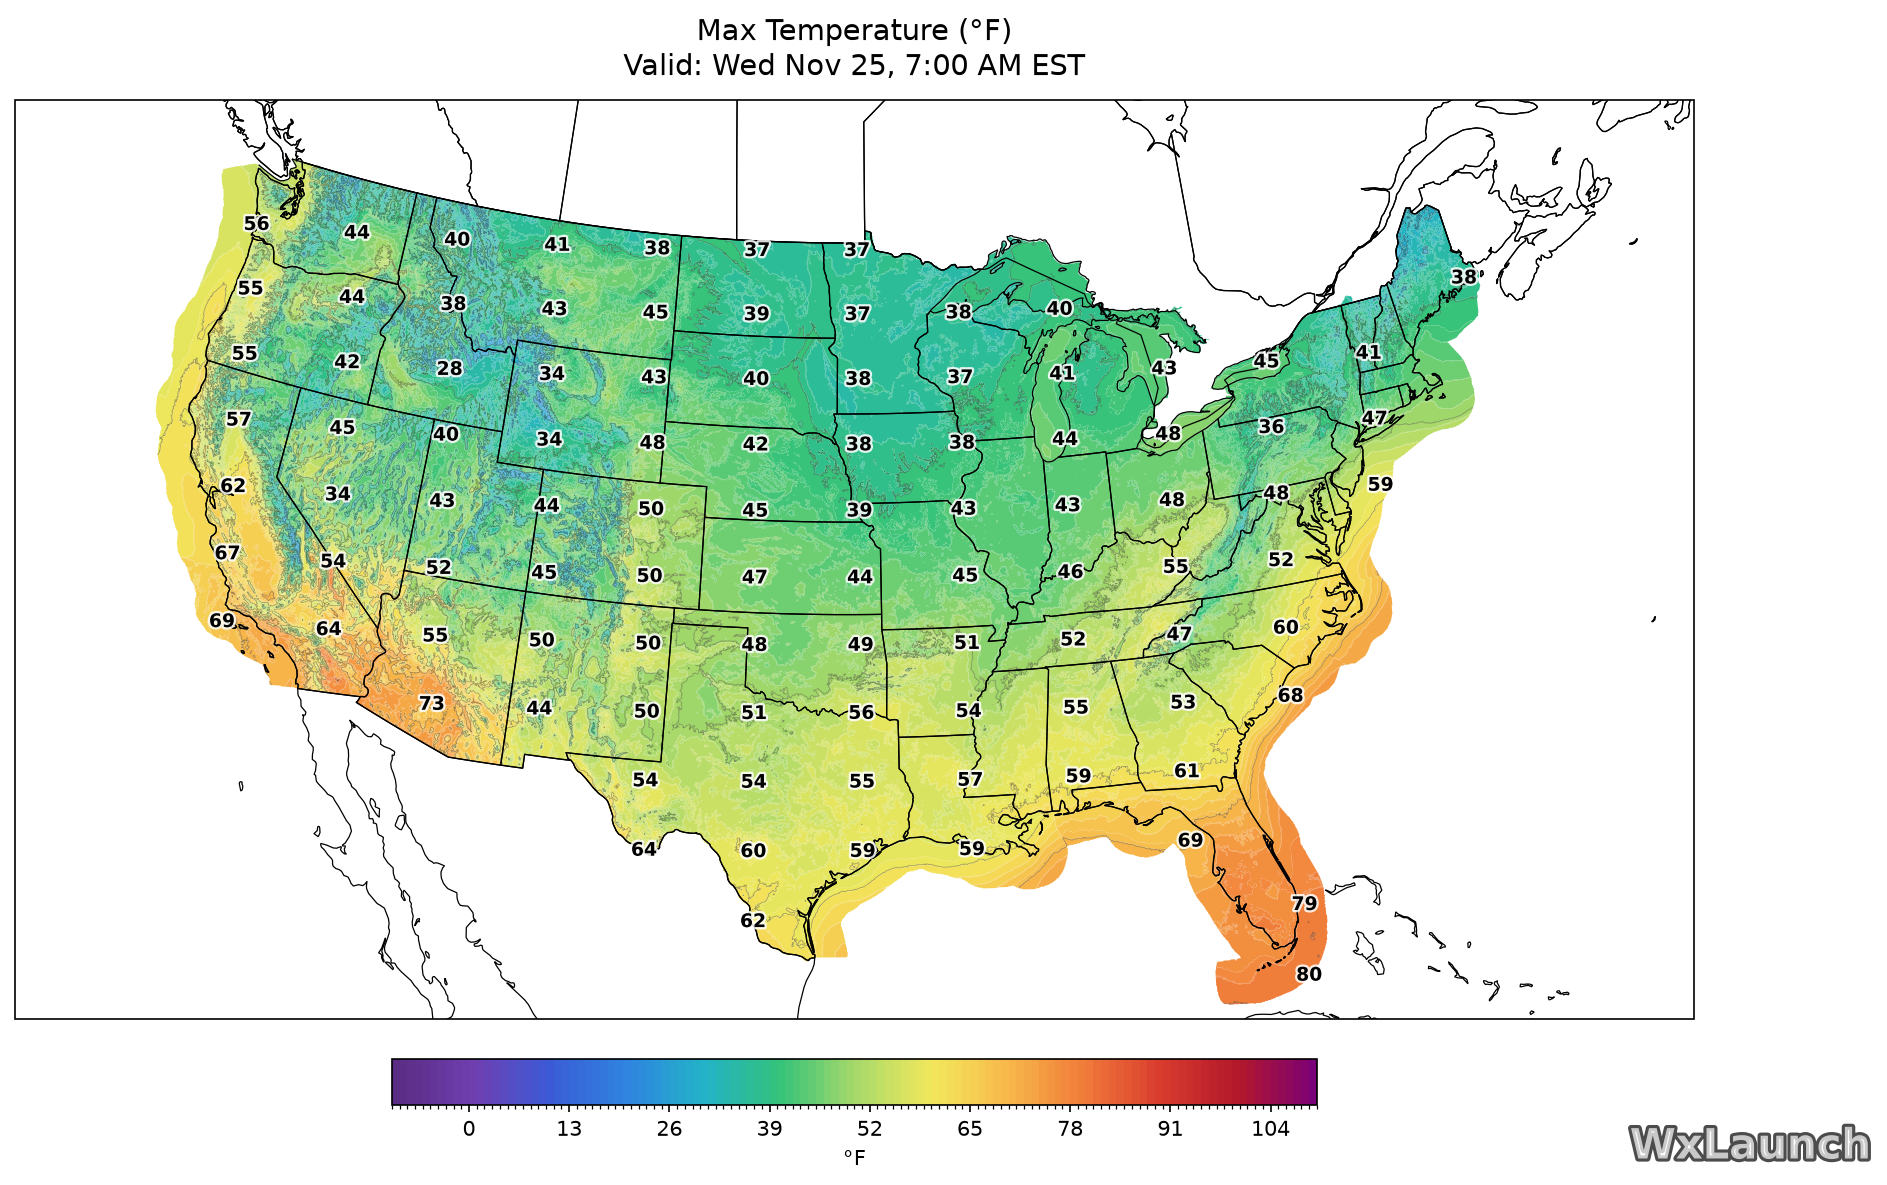 Max Temperature (°F)
Valid: Wed Nov 25, 7:00 AM EST
56 44 40 41 38 37 37 38
55 44 38 43 45 39 37 38 40
55 42 28 34 43 40 38 37 41 43 45 41
57 45 40 34 48 42 38 38 44 48 36 47
62 34 43 44 50 45 39 43 43 48 48 59
67 54 52 45 50 47 44 45 46 55 52
69 64 55 50 50 48 49 51 52 47 60
73 44 50 51 56 54 55 53 68
54 54 55 57 59 61
64 60 59 59 69
62 79
80
0 13 26 39 52 65 78 91 104
°F
WxLaunch